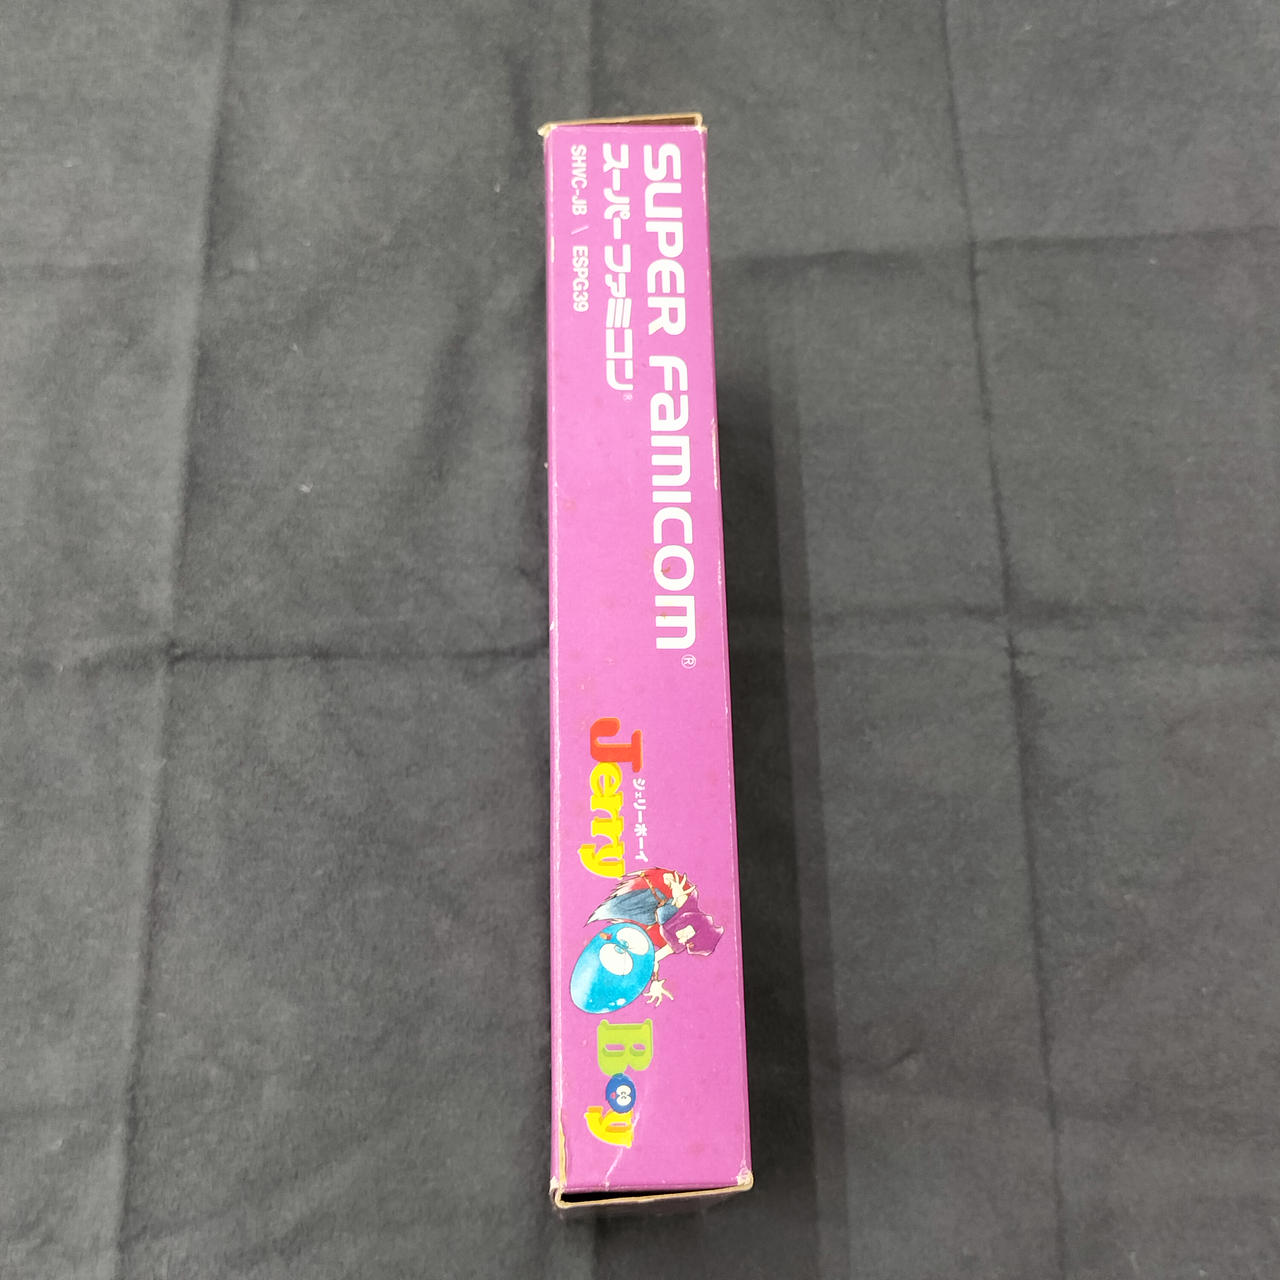 SUPER FAMICOM®
スーパーファミコン®
SHVC-JB \ ESPG39
ジェリーボーイ
Jerry Boy